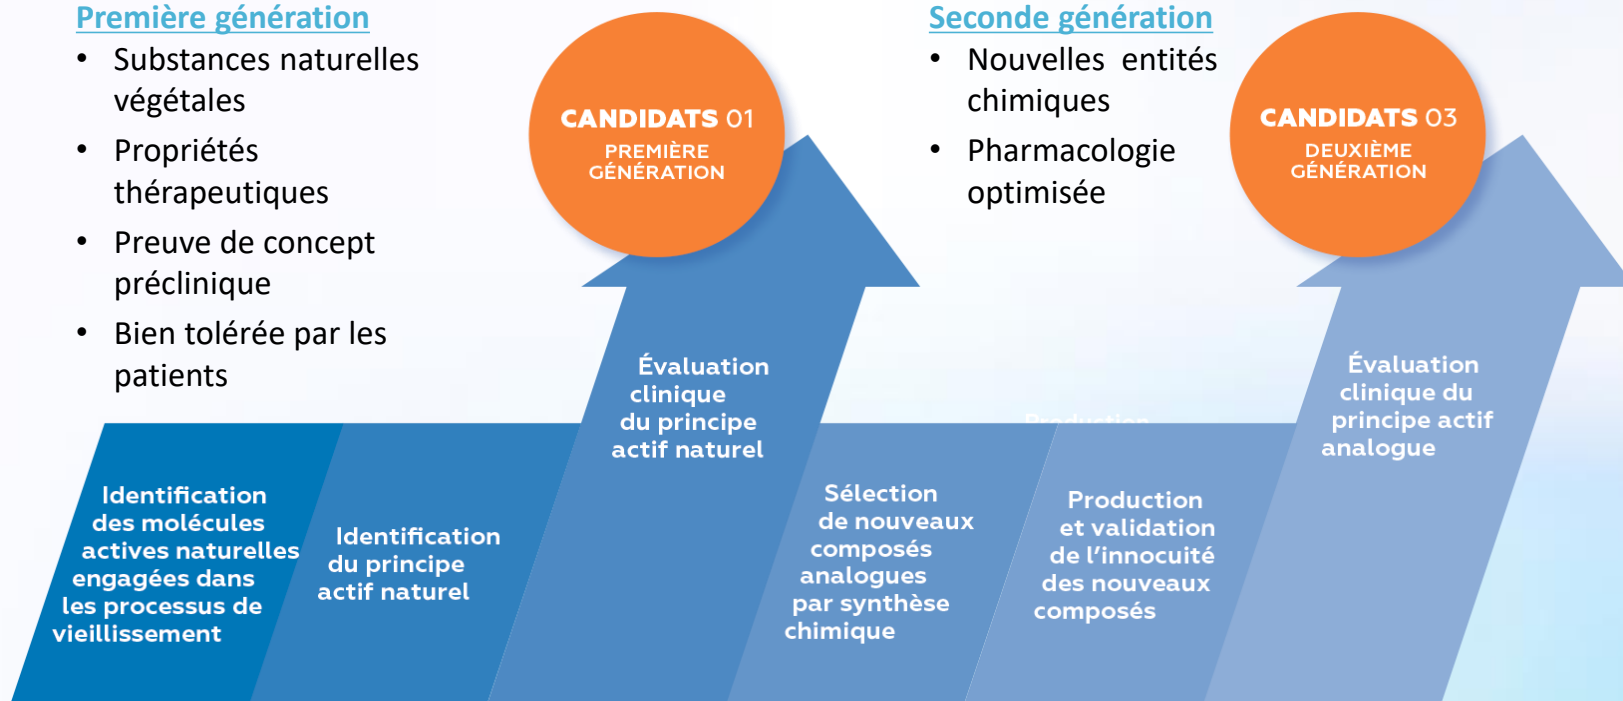 Première génération
• Substances naturelles
végétales
• Propriétés
thérapeutiques
• Preuve de concept
préclinique
• Bien tolérée par les
patients
CANDIDATS 01
PREMIÈRE
GÉNÉRATION
Seconde génération
• Nouvelles entités
chimiques
• Pharmacologie
optimisée
CANDIDATS 03
DEUXIÈME
GÉNÉRATION
Identification
des molécules
actives naturelles
engagées dans
les processus de
vieillissement
Identification
du principe
actif naturel
Évaluation
clinique
du principe
actif naturel
Sélection
de nouveaux
composés
analogues
par synthèse
chimique
Production
Production
et validation
de l’innocuité
des nouveaux
composés
Évaluation
clinique du
principe actif
analogue